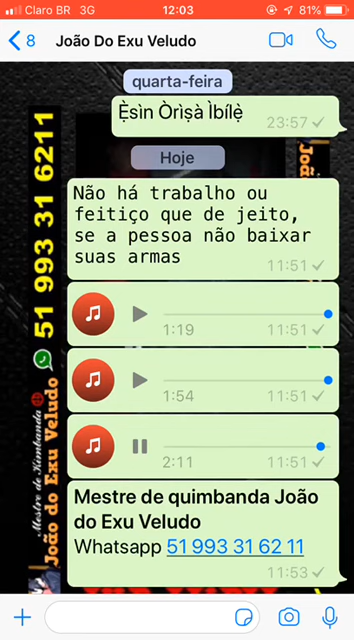 Claro BR 3G 12:03 81%
8 João Do Exu Veludo
quarta-feira
Ẹ̀sìn Òrìṣà Ìbílẹ̀
23:57
Hoje
Não há trabalho ou
feitiço que de jeito,
se a pessoa não baixar
suas armas
11:51
1:19 11:51
1:54 11:51
2:11 11:51
Mestre de quimbanda João
do Exu Veludo
Whatsapp 51 993 31 62 11
11:53
51 993 31 6211
Mestre de Kimbanda
João do Exu Veludo
João